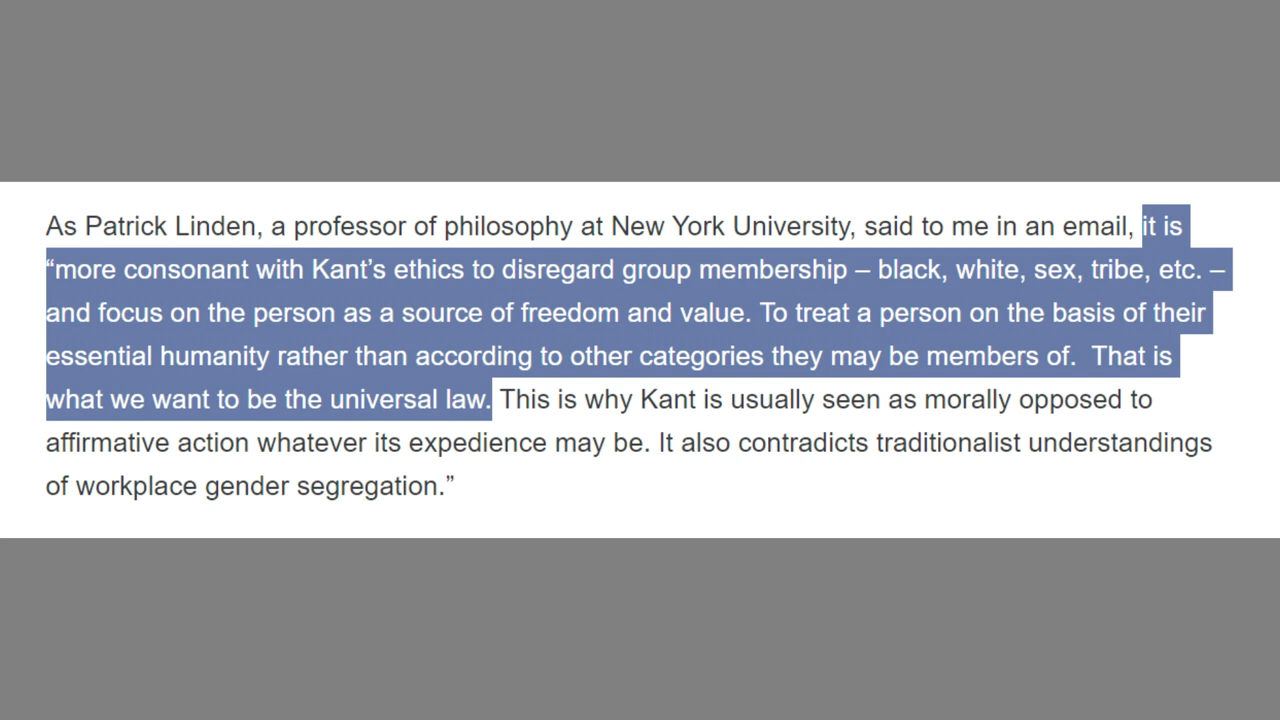 As Patrick Linden, a professor of philosophy at New York University, said to me in an email, it is
“more consonant with Kant’s ethics to disregard group membership – black, white, sex, tribe, etc. –
and focus on the person as a source of freedom and value. To treat a person on the basis of their
essential humanity rather than according to other categories they may be members of.  That is
what we want to be the universal law. This is why Kant is usually seen as morally opposed to
affirmative action whatever its expedience may be. It also contradicts traditionalist understandings
of workplace gender segregation.”